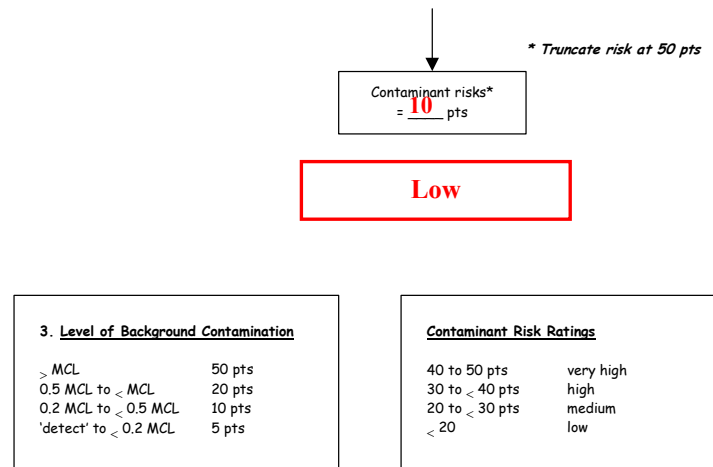 * Truncate risk at 50 pts
Contaminant risks*
= 10 pts
Low
3. Level of Background Contamination
> MCL 50 pts
0.5 MCL to < MCL 20 pts
0.2 MCL to < 0.5 MCL 10 pts
‘detect’ to < 0.2 MCL 5 pts
Contaminant Risk Ratings
40 to 50 pts very high
30 to < 40 pts high
20 to < 30 pts medium
< 20 low